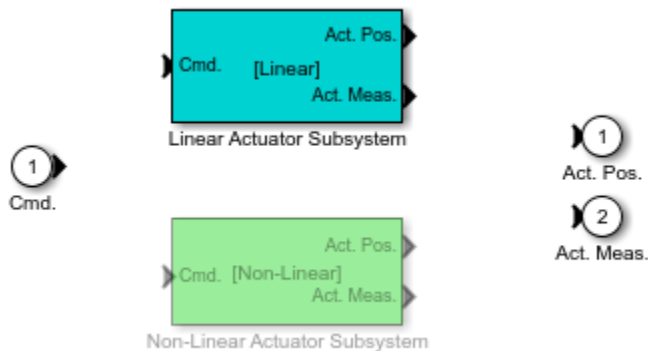 Act. Pos.
Cmd. [Linear]
Act. Meas.
Linear Actuator Subsystem
1
Cmd.
1
Act. Pos.
2
Act. Meas.
Act. Pos.
Cmd. [Non-Linear]
Act. Meas.
Non-Linear Actuator Subsystem